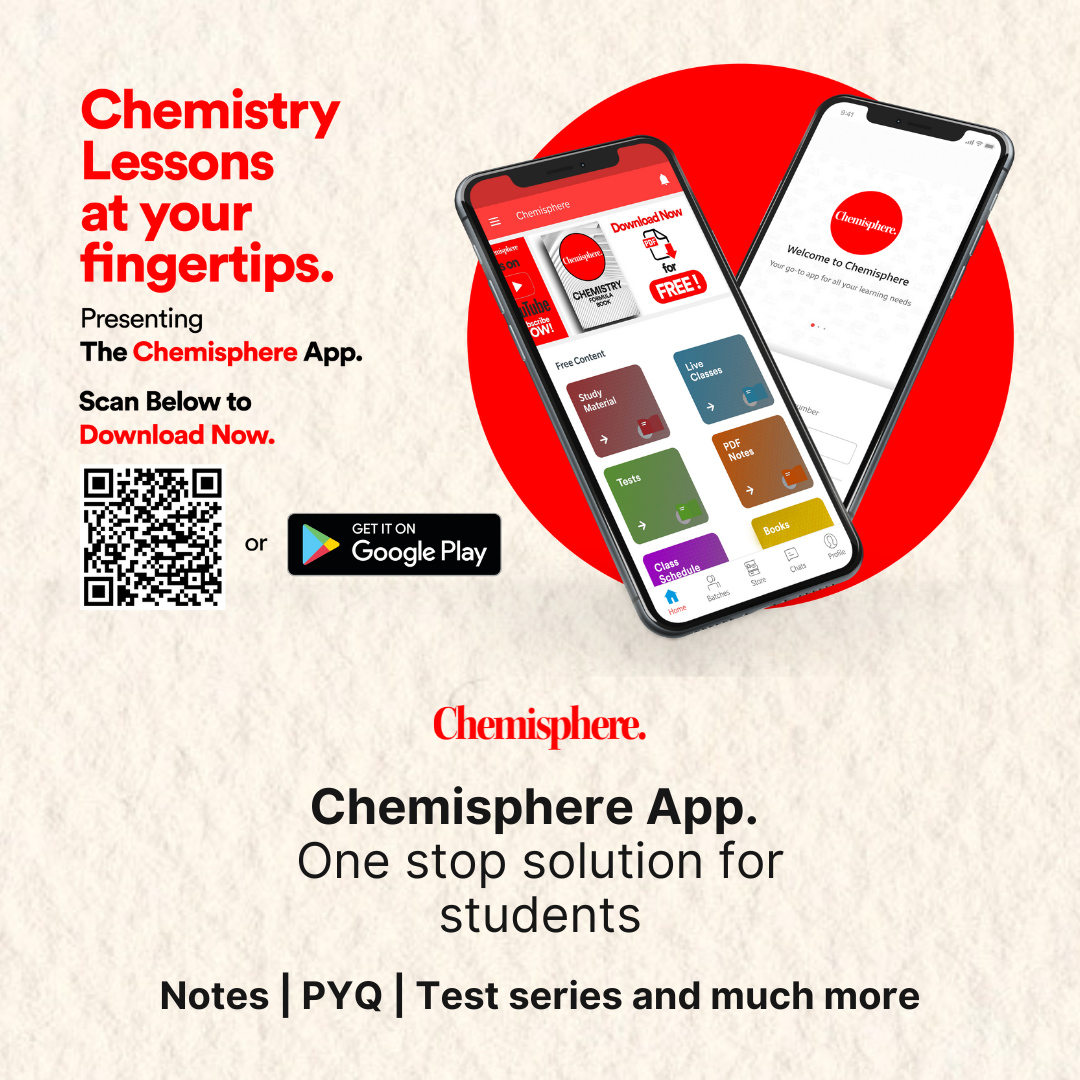 Chemistry
Lessons
at your
fingertips.
Presenting
The Chemisphere App.
Scan Below to
Download Now.
or
GET IT ON
Google Play
Chemisphere
Download Now
PDF
for
FREE!
Chemisphere.
CHEMISTRY
FORMULA
BOOK
Free Content
Study
Material
Live
Classes
Tests
PDF
Notes
Class
Schedule
Books
Home
Batches
Store
Chats
Profile
9:41
Chemisphere.
Welcome to Chemisphere
Your go-to app for all your learning needs
Chemisphere.
Chemisphere App.
One stop solution for
students
Notes | PYQ | Test series and much more